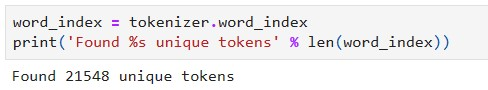 word_index = tokenizer.word_index
print('Found %s unique tokens' % len(word_index))
Found 21548 unique tokens